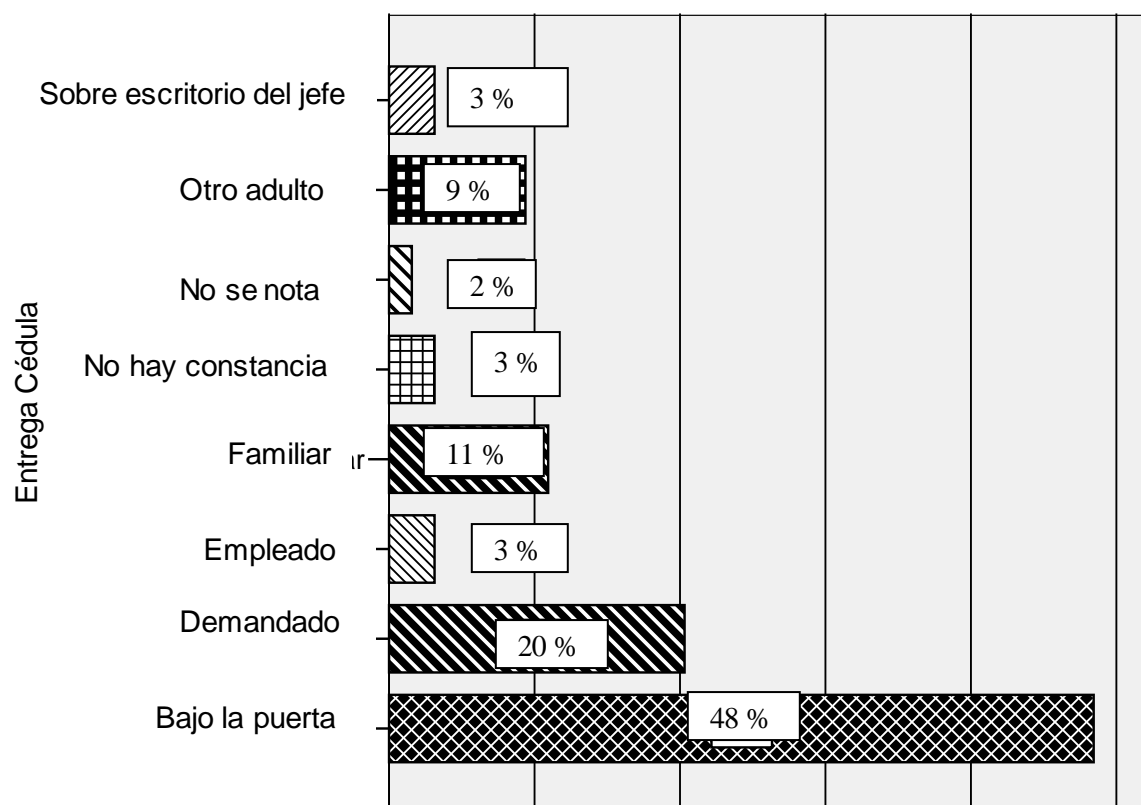 Sobre escritorio del jefe
3 %
Otro adulto
9 %
No se nota
2 %
No hay constancia
3 %
Familiar
ar
11 %
Empleado
3 %
Demandado
20 %
Bajo la puerta
48 %
Entrega Cédula